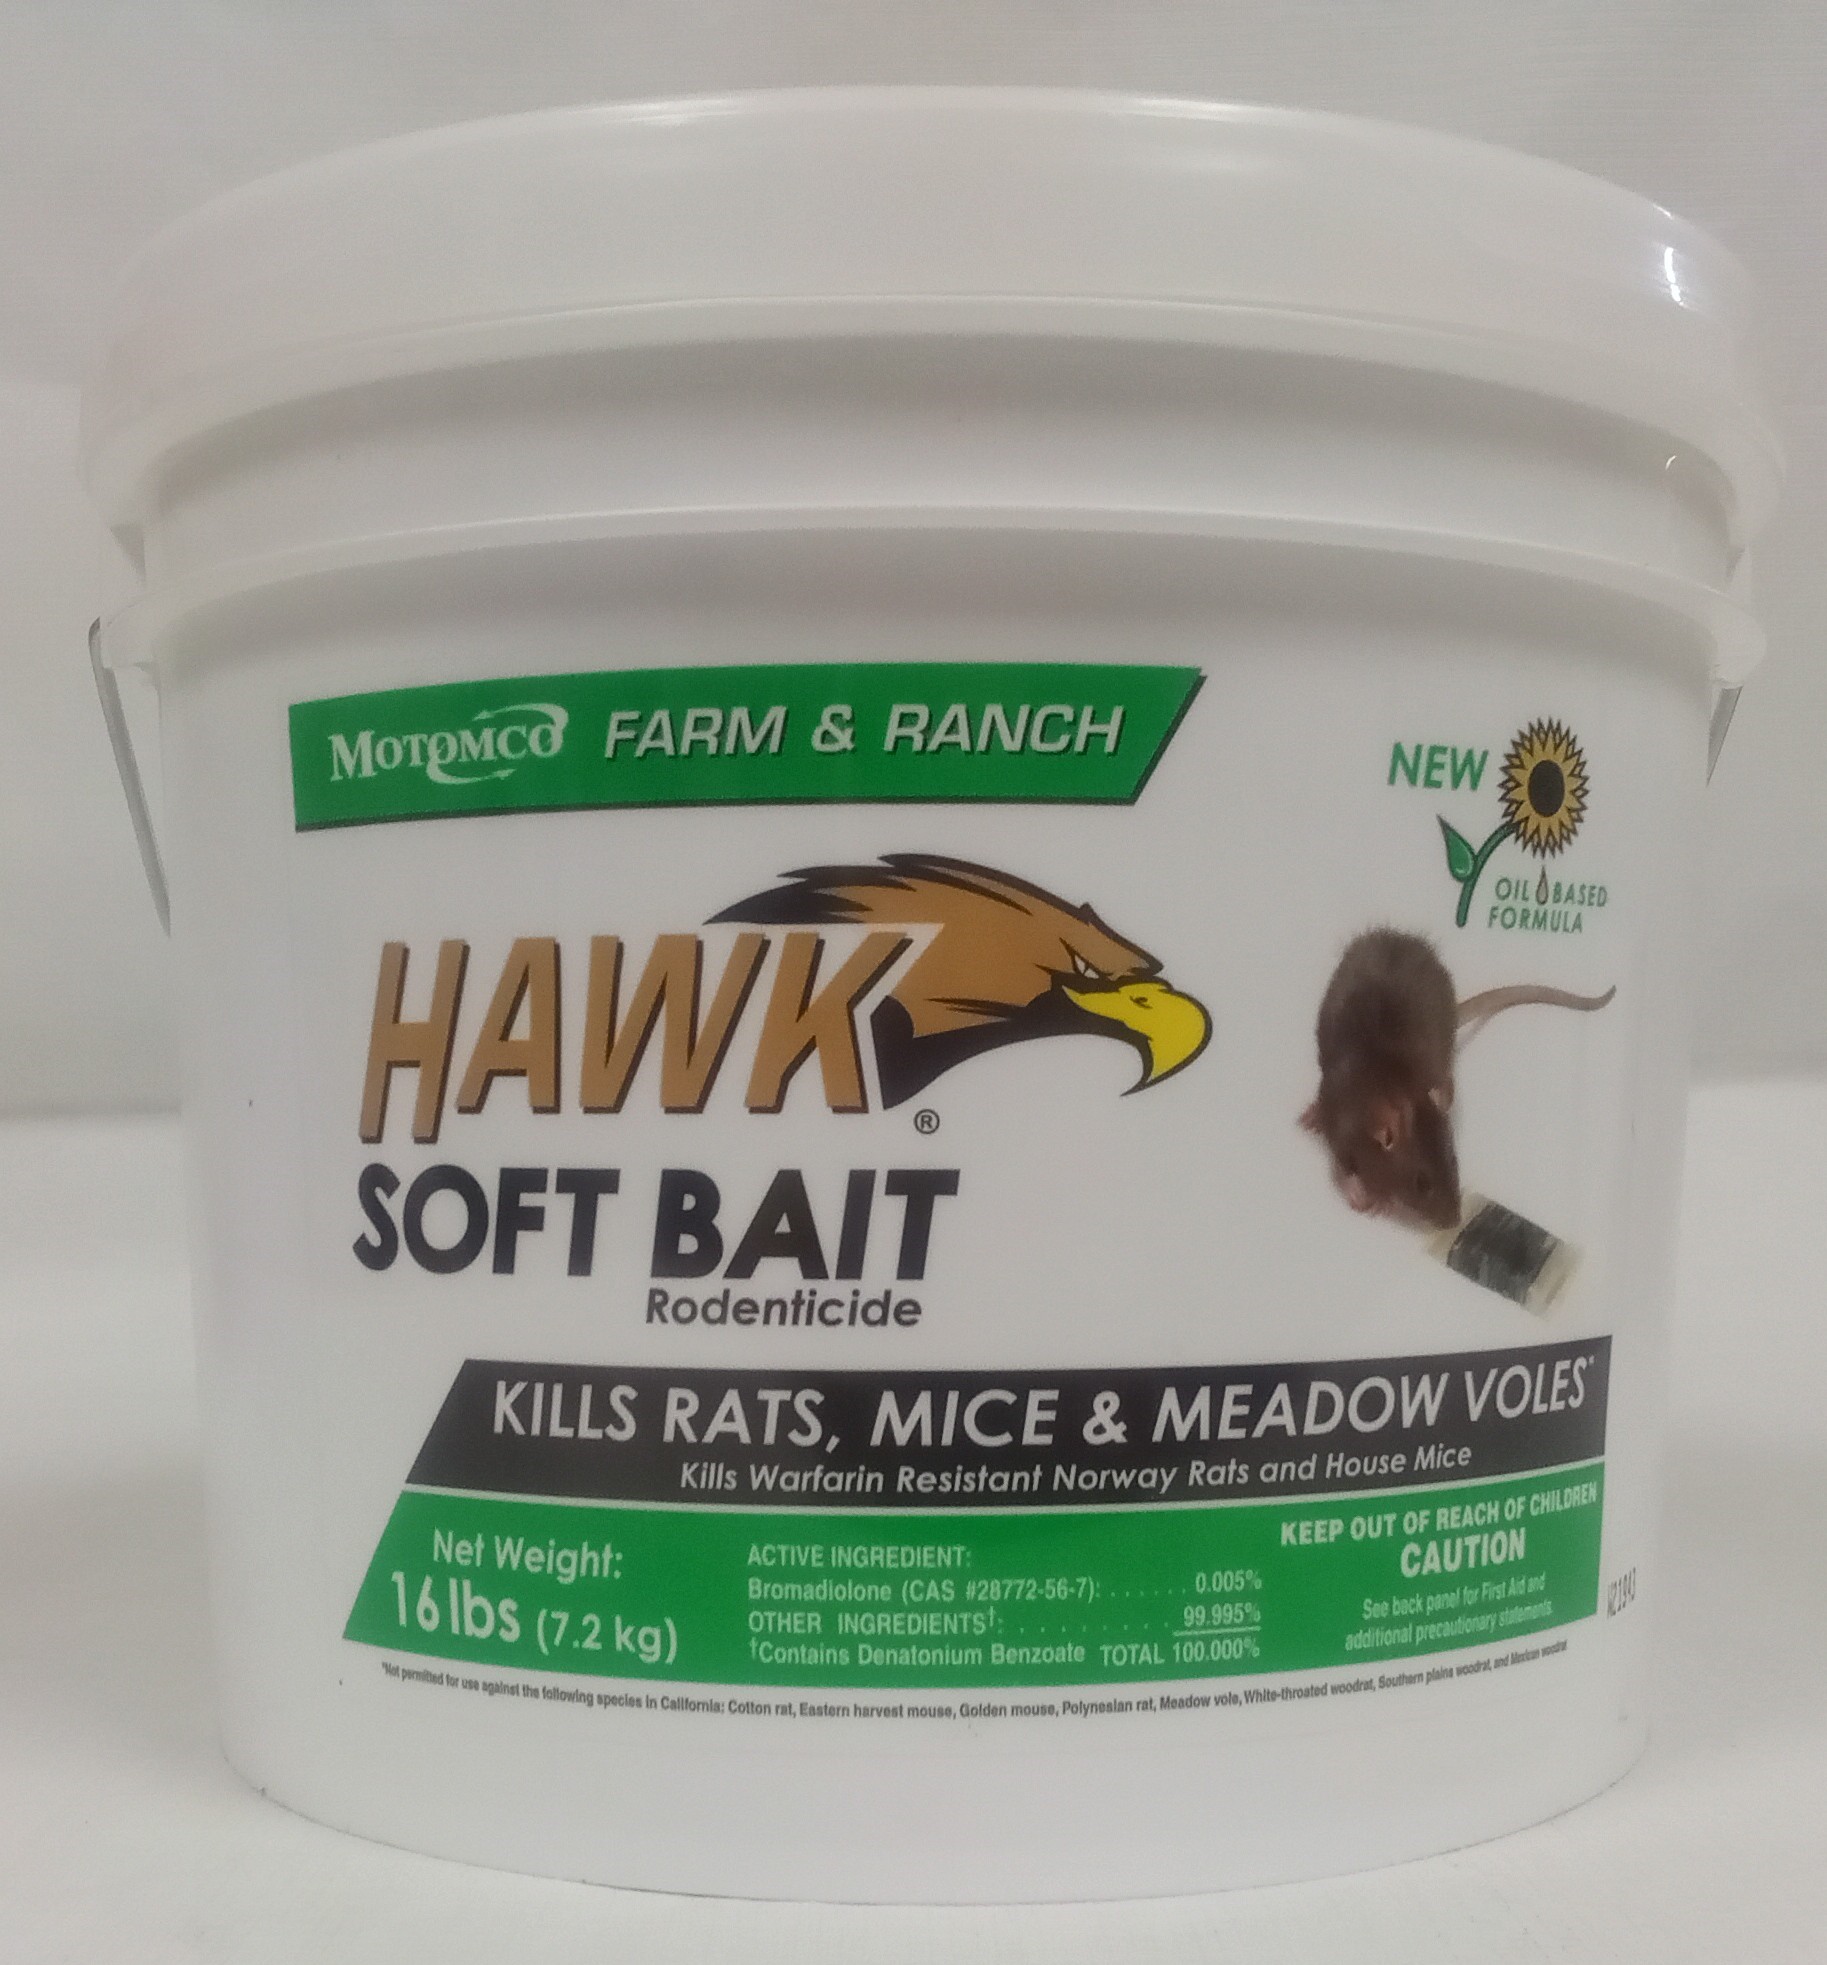 MOTOMCO FARM & RANCH
NEW
OIL BASED
FORMULA
HAWK®
SOFT BAIT
Rodenticide
KILLS RATS, MICE & MEADOW VOLES*
Kills Warfarin Resistant Norway Rats and House Mice
Net Weight:
16 lbs (7.2 kg)
ACTIVE INGREDIENT:
Bromadiolone (CAS #28772-56-7): . . . . . . 0.005%
OTHER INGREDIENTS†: . . . . . . . . 99.995%
†Contains Denatonium Benzoate TOTAL 100.000%
KEEP OUT OF REACH OF CHILDREN
CAUTION
See back panel for First Aid and
additional precautionary statements
*Not permitted for use against the following species in California: Cotton rat, Eastern harvest mouse, Golden mouse, Polynesian rat, Meadow vole, White-throated woodrat, Southern plains woodrat, and Mexican woodrat